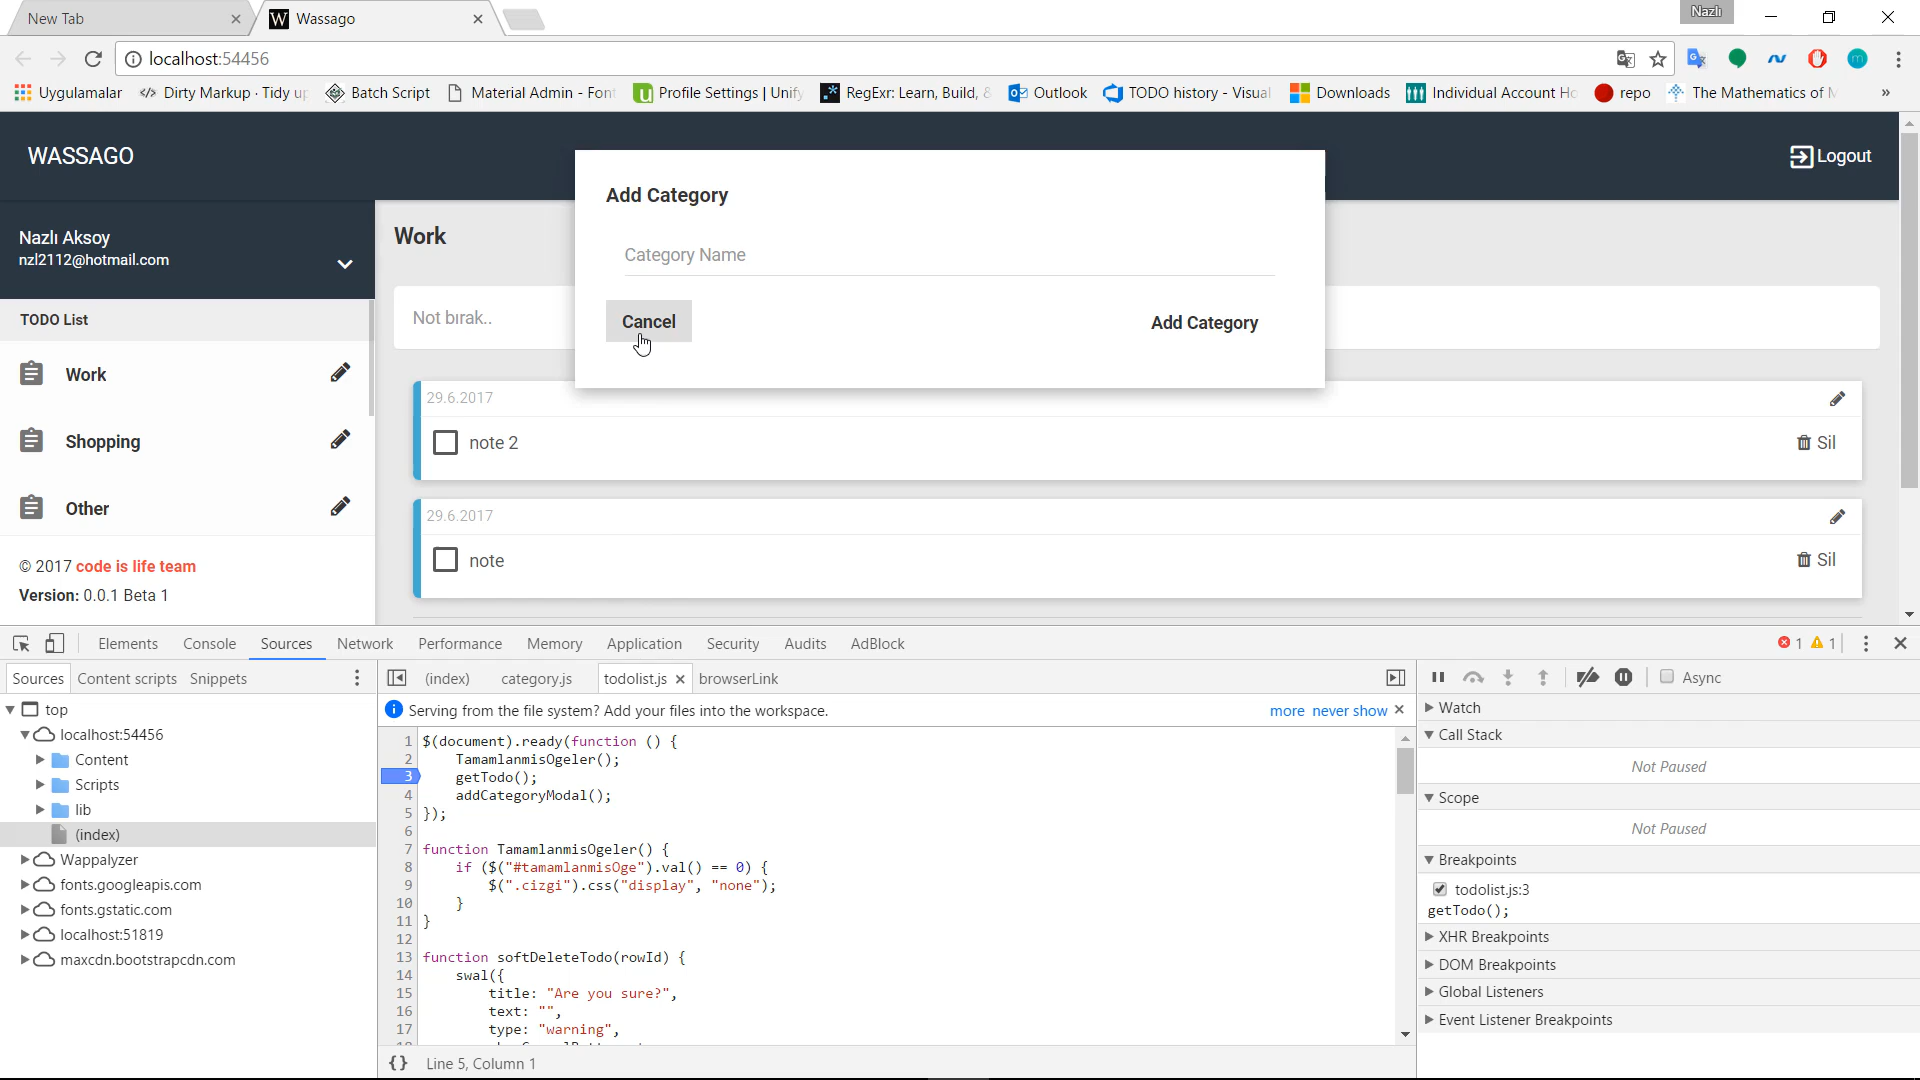 New Tab
Wassago
Nazlı
localhost:54456
Uygulamalar
Dirty Markup · Tidy up
Batch Script
Material Admin - Fon
Profile Settings | Unify
RegExr: Learn, Build, &
Outlook
TODO history - Visual
Downloads
Individual Account Ho
repo
The Mathematics of
»
WASSAGO
Logout
Nazlı Aksoy
nzl2112@hotmail.com
TODO List
Work
Shopping
Other
© 2017 code is life team
Version: 0.0.1 Beta 1
Work
Not bırak..
Add Category
Category Name
Cancel
Add Category
29.6.2017
note 2
Sil
29.6.2017
note
Sil
Elements Console Sources Network Performance Memory Application Security Audits AdBlock
1 1
Sources Content scripts Snippets
top
localhost:54456
Content
Scripts
lib
(index)
Wappalyzer
fonts.googleapis.com
fonts.gstatic.com
localhost:51819
maxcdn.bootstrapcdn.com
(index) category.js todolist.js browserLink
Serving from the file system? Add your files into the workspace. more never show
1 $(document).ready(function () {
2 TamamlanmisOgeler();
3 getTodo();
4 addCategoryModal();
5 });
6
7 function TamamlanmisOgeler() {
8 if ($("#tamamlanmisOge").val() == 0) {
9 $(".cizgi").css("display", "none");
10 }
11 }
12
13 function softDeleteTodo(rowId) {
14 swal({
15 title: "Are you sure?",
16 text: "",
17 type: "warning",
{} Line 5, Column 1
Async
Watch
Call Stack
Not Paused
Scope
Not Paused
Breakpoints
todolist.js:3
getTodo();
XHR Breakpoints
DOM Breakpoints
Global Listeners
Event Listener Breakpoints